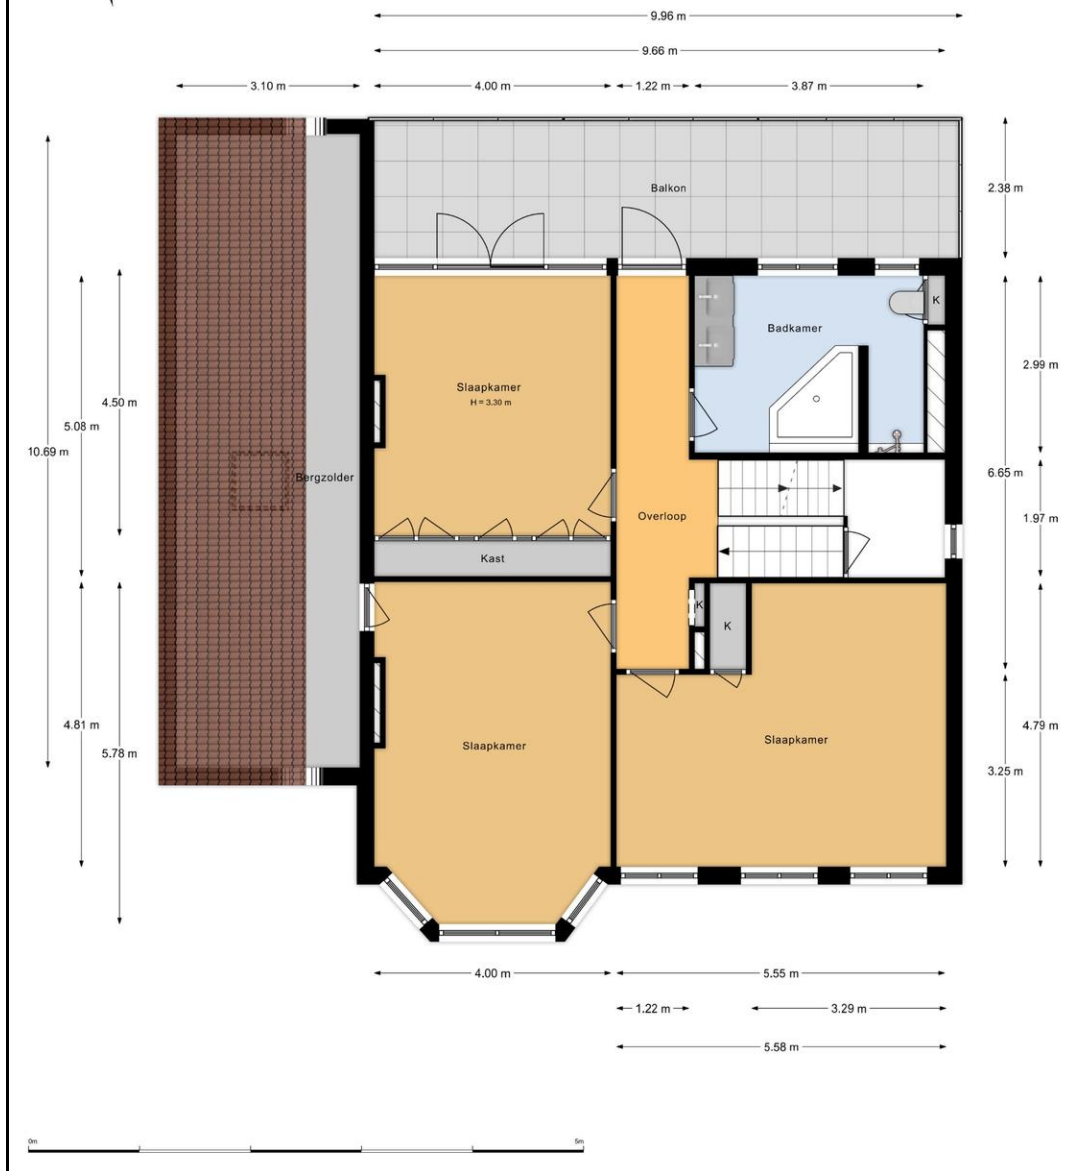 9.96 m
9.66 m
3.10 m
4.00 m
1.22 m
3.87 m
Balkon
2.38 m
K
Badkamer
2.99 m
Slaapkamer
H = 3.30 m
4.50 m
5.08 m
10.69 m
Bergzolder
6.65 m
Overloop
1.97 m
Kast
K
K
4.81 m
4.79 m
Slaapkamer
Slaapkamer
5.78 m
3.25 m
4.00 m
5.55 m
1.22 m
3.29 m
5.58 m
0m
5m